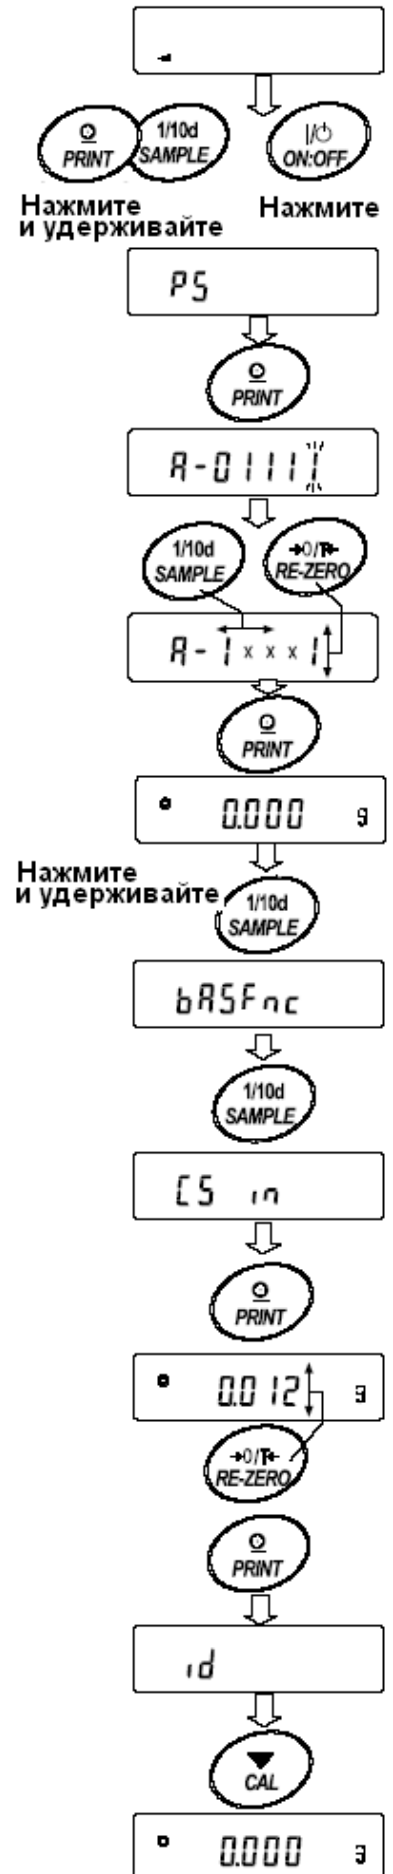 PRINT
1/10d
SAMPLE
ON:OFF
Нажмите
и удерживайте
Нажмите
PS
PRINT
A-01111
1/10d
SAMPLE
→0/T←
RE-ZERO
A-1xxx1
PRINT
0.000 g
Нажмите
и удерживайте
1/10d
SAMPLE
bASFnc
1/10d
SAMPLE
CS in
PRINT
0.012 g
→0/T←
RE-ZERO
PRINT
id
CAL
0.000 g